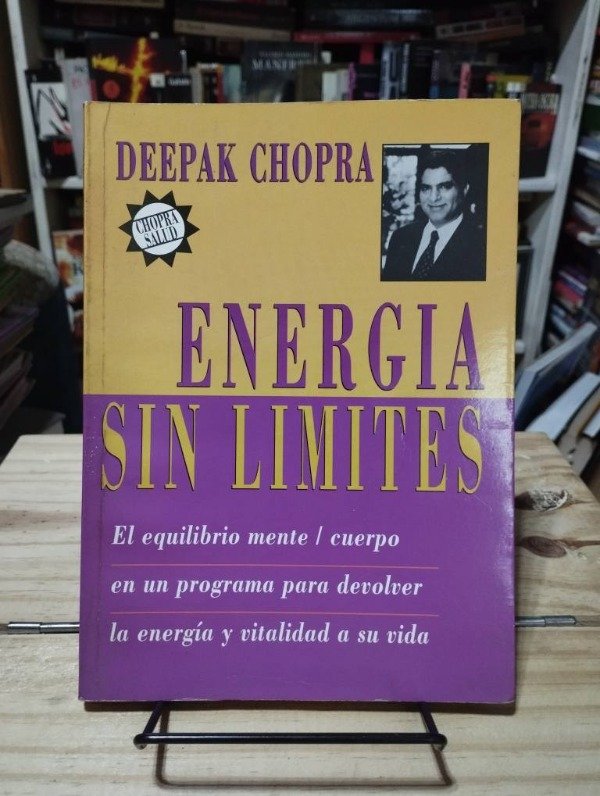 DEEPAK CHOPRA
CHOPRA
SALUD
ENERGIA
SIN LIMITES
El equilibrio mente / cuerpo
en un programa para devolver
la energía y vitalidad a su vida